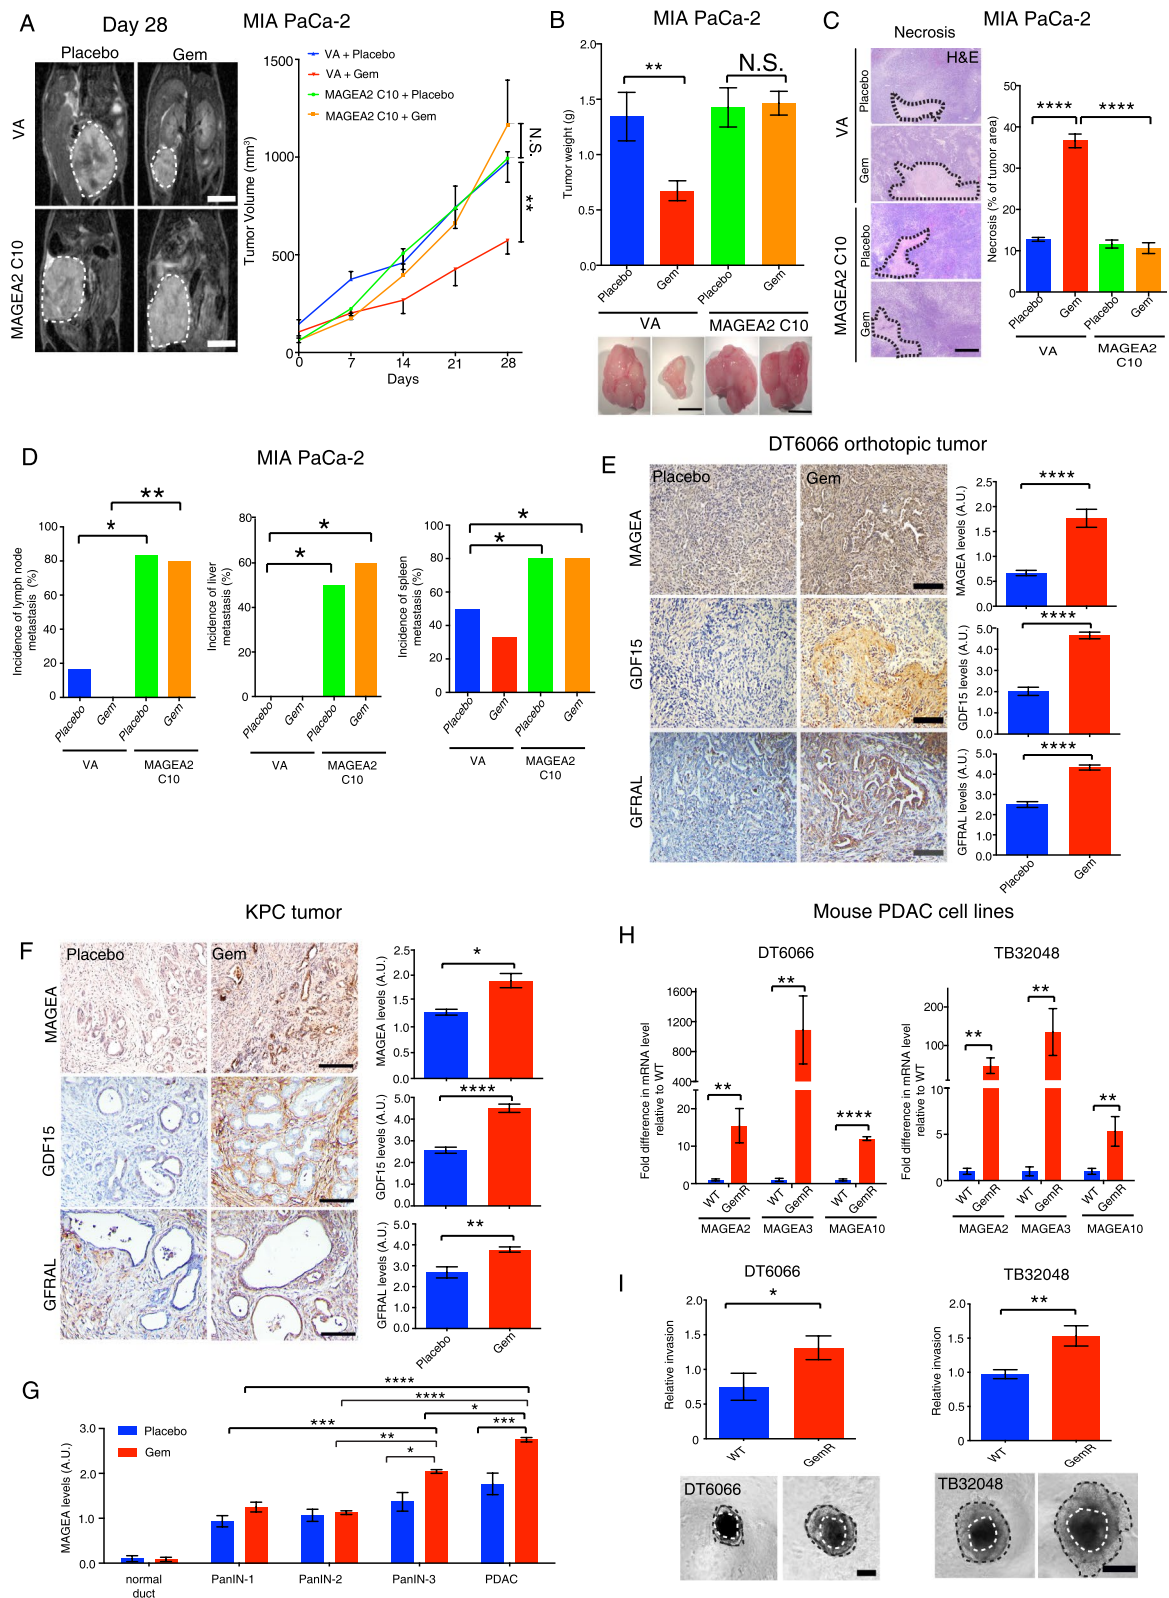 A
Day 28
MIA PaCa-2
Placebo
Gem
VA
MAGEA2 C10
VA + Placebo
VA + Gem
MAGEA2 C10 + Placebo
MAGEA2 C10 + Gem
Tumor Volume (mm³)
1500
1000
500
0
0 7 14 21 28
Days
N.S.
**
B
MIA PaCa-2
Tumor weight (g)
2.0
1.5
1.0
0.5
0.0
**
N.S.
Placebo Gem Placebo Gem
VA MAGEA2 C10
C
MIA PaCa-2
Necrosis
H&E
VA
Placebo
Gem
MAGEA2 C10
Placebo
Gem
Necrosis (% of tumor area)
50
40
30
20
10
0
**** ****
Placebo Gem Placebo Gem
VA MAGEA2
C10
D
MIA PaCa-2
Incidence of lymph node
metastasis (%)
100
80
60
40
20
0
**
*
Placebo Gem Placebo Gem
VA MAGEA2
C10
Incidence of liver
metastasis (%)
80
60
40
20
0
*
*
Placebo Gem Placebo Gem
VA MAGEA2
C10
Incidence of spleen
metastasis (%)
100
80
60
40
20
0
*
*
Placebo Gem Placebo Gem
VA MAGEA2
C10
DT6066 orthotopic tumor
E
Placebo
Gem
MAGEA
GDF15
GFRAL
MAGEA levels (A.U.)
2.5
2.0
1.5
1.0
0.5
0.0
****
GDF15 levels (A.U.)
5.0
4.0
3.0
2.0
1.0
0.0
****
GFRAL levels (A.U.)
5.0
4.0
3.0
2.0
1.0
0.0
****
Placebo Gem
KPC tumor
F
Placebo
Gem
MAGEA
GDF15
GFRAL
MAGEA levels (A.U.)
2.5
2.0
1.5
1.0
0.5
0.0
*
GDF15 levels (A.U.)
5.0
4.0
3.0
2.0
1.0
0.0
****
GFRAL levels (A.U.)
5.0
4.0
3.0
2.0
1.0
0.0
**
Placebo Gem
G
Placebo
Gem
MAGEA levels (A.U.)
3.0
2.0
1.0
0.0
****
****
*
***
***
**
*
normal
duct
PanIN-1 PanIN-2 PanIN-3 PDAC
Mouse PDAC cell lines
H
DT6066
Fold difference in mRNA level
relative to WT
1600
1200
800
400
20
10
0
**
**
****
WT GemR WT GemR WT GemR
MAGEA2 MAGEA3 MAGEA10
TB32048
Fold difference in mRNA level
relative to WT
200
100
10
5
0
**
**
**
WT GemR WT GemR WT GemR
MAGEA2 MAGEA3 MAGEA10
I
DT6066
Relative invasion
2.0
1.5
1.0
0.5
0.0
*
WT GemR
TB32048
Relative invasion
2.0
1.5
1.0
0.5
0.0
**
WT GemR
DT6066
TB32048